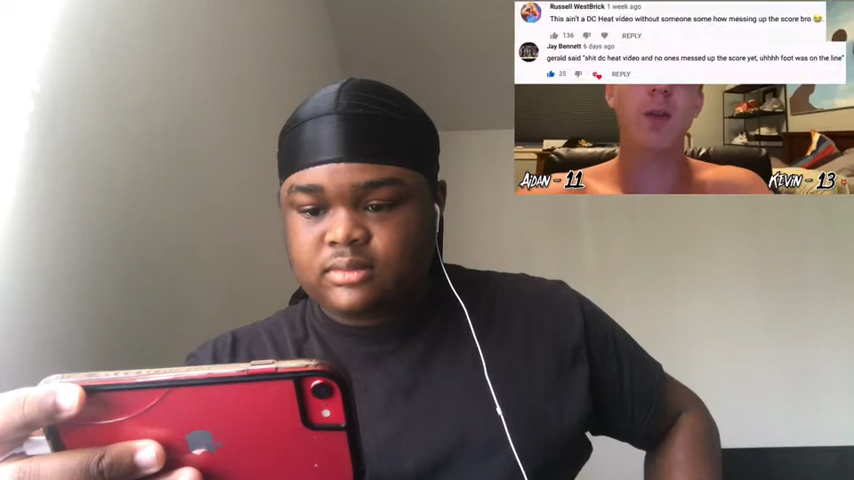 Russell WestBrick 1 week ago
This ain't a DC Heat video without someone some how messing up the score bro 😂
136 REPLY
Jay Bennett 6 days ago
gerald said "shit dc heat video and no ones messed up the score yet, uhhhh foot was on the line"
35 REPLY
AiDAN - 11 KEViN - 13